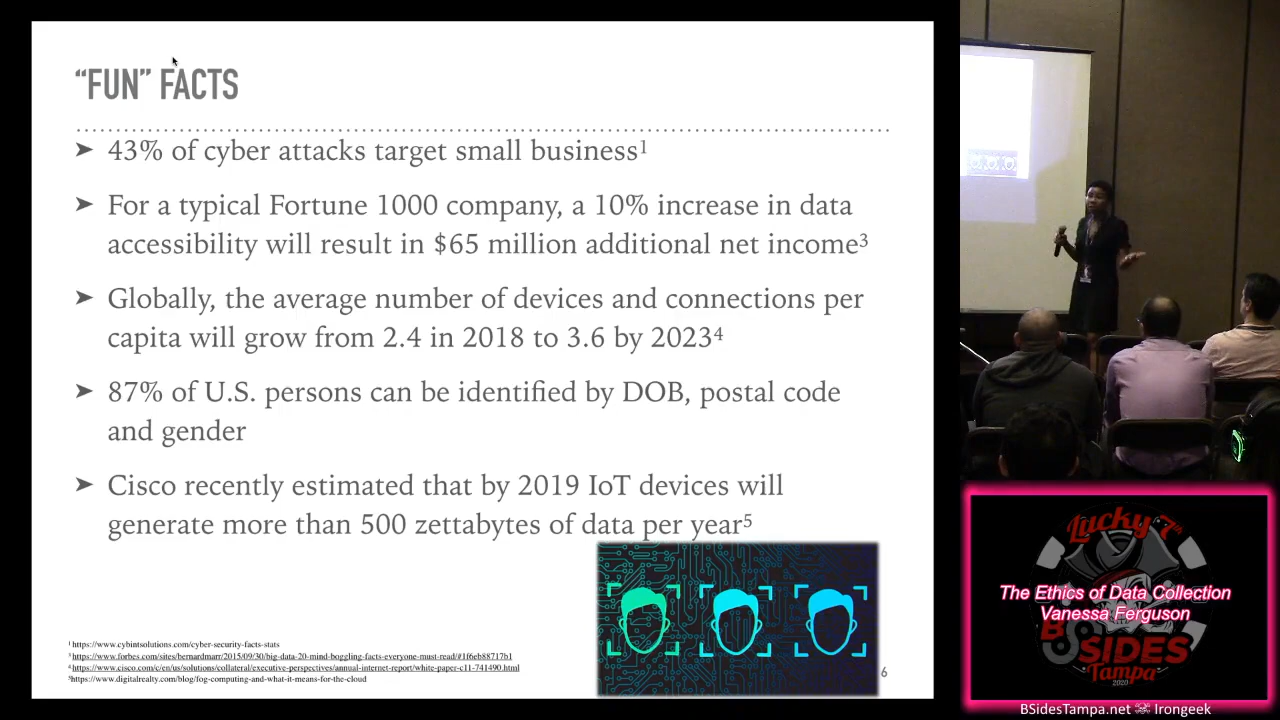 “FUN” FACTS
➤ 43% of cyber attacks target small business¹
➤ For a typical Fortune 1000 company, a 10% increase in data
accessibility will result in $65 million additional net income³
➤ Globally, the average number of devices and connections per
capita will grow from 2.4 in 2018 to 3.6 by 2023⁴
➤ 87% of U.S. persons can be identified by DOB, postal code
and gender
➤ Cisco recently estimated that by 2019 IoT devices will
generate more than 500 zettabytes of data per year⁵
¹ https://www.cybintsolutions.com/cyber-security-facts-stats
³ https://www.forbes.com/sites/bernardmarr/2015/09/30/big-data-20-mind-boggling-facts-everyone-must-read/#1f6eb88717b1
⁴ https://www.cisco.com/c/en/us/solutions/collateral/executive-perspectives/annual-internet-report/white-paper-c11-741490.html
⁵https://www.digitalrealty.com/blog/fog-computing-and-what-it-means-for-the-cloud
6
Lucky 7th
The Ethics of Data Collection
Vanessa Ferguson
BSIDES
Tampa
2020
BSidesTampa.net ☠ Irongeek